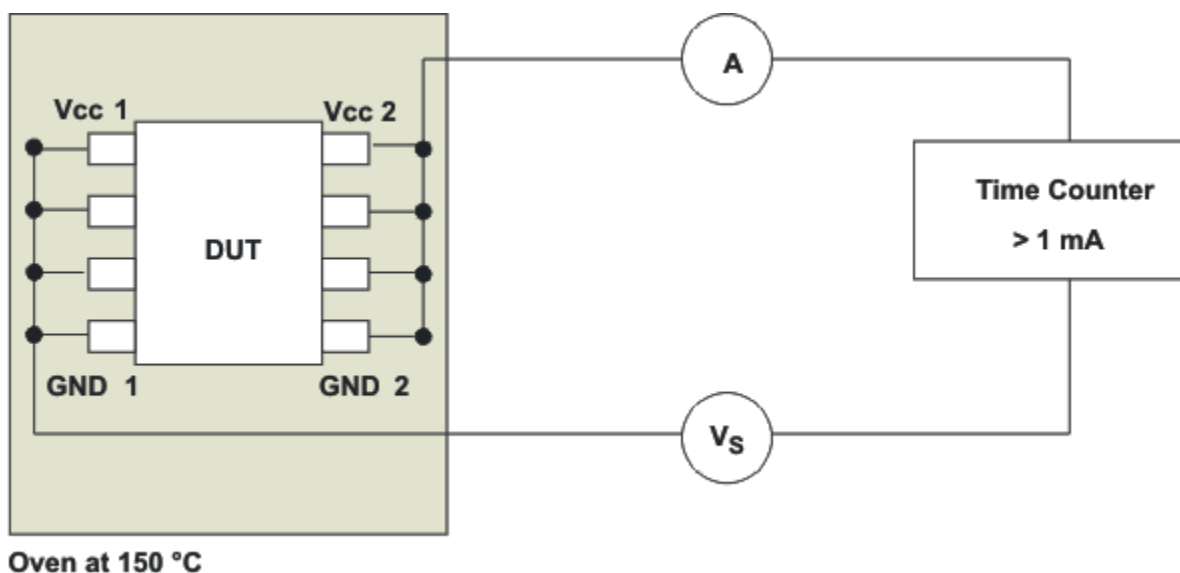 Vcc 1
Vcc 2
DUT
GND 1
GND 2
A
Time Counter
> 1 mA
VS
Oven at 150 °C